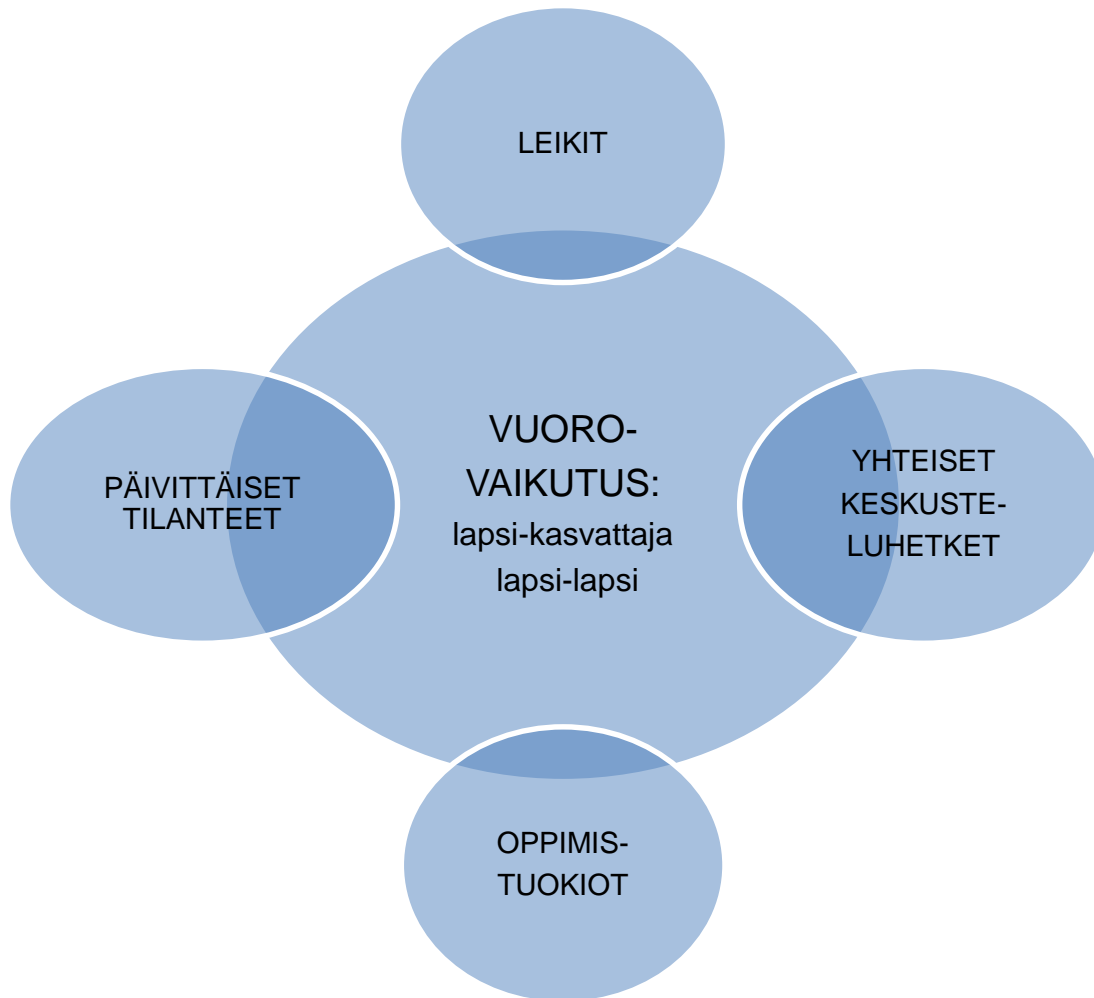 LEIKIT
PÄIVITTÄISET
TILANTEET
VUORO-
VAIKUTUS:
lapsi-kasvattaja
lapsi-lapsi
YHTEISET
KESKUSTE-
LUHETKET
OPPIMIS-
TUOKIOT